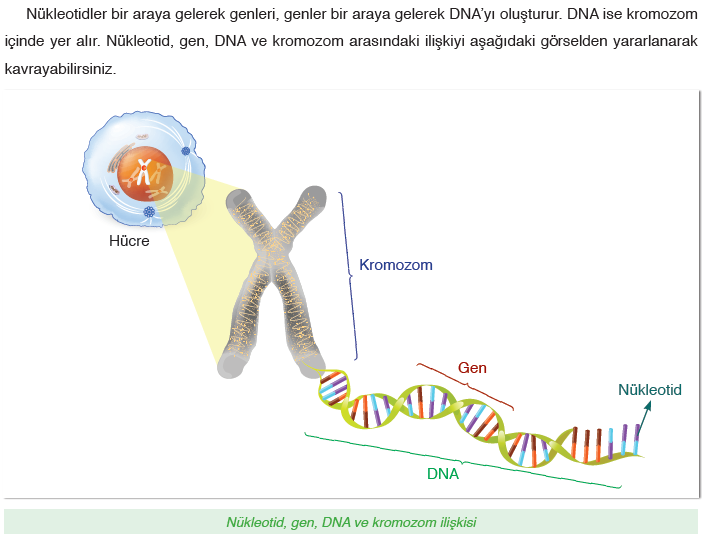 Nükleotidler bir araya gelerek genleri, genler bir araya gelerek DNA’yı oluşturur. DNA ise kromozom
içinde yer alır. Nükleotid, gen, DNA ve kromozom arasındaki ilişkiyi aşağıdaki görselden yararlanarak
kavrayabilirsiniz.
Hücre
Kromozom
Gen
Nükleotid
DNA
Nükleotid, gen, DNA ve kromozom ilişkisi